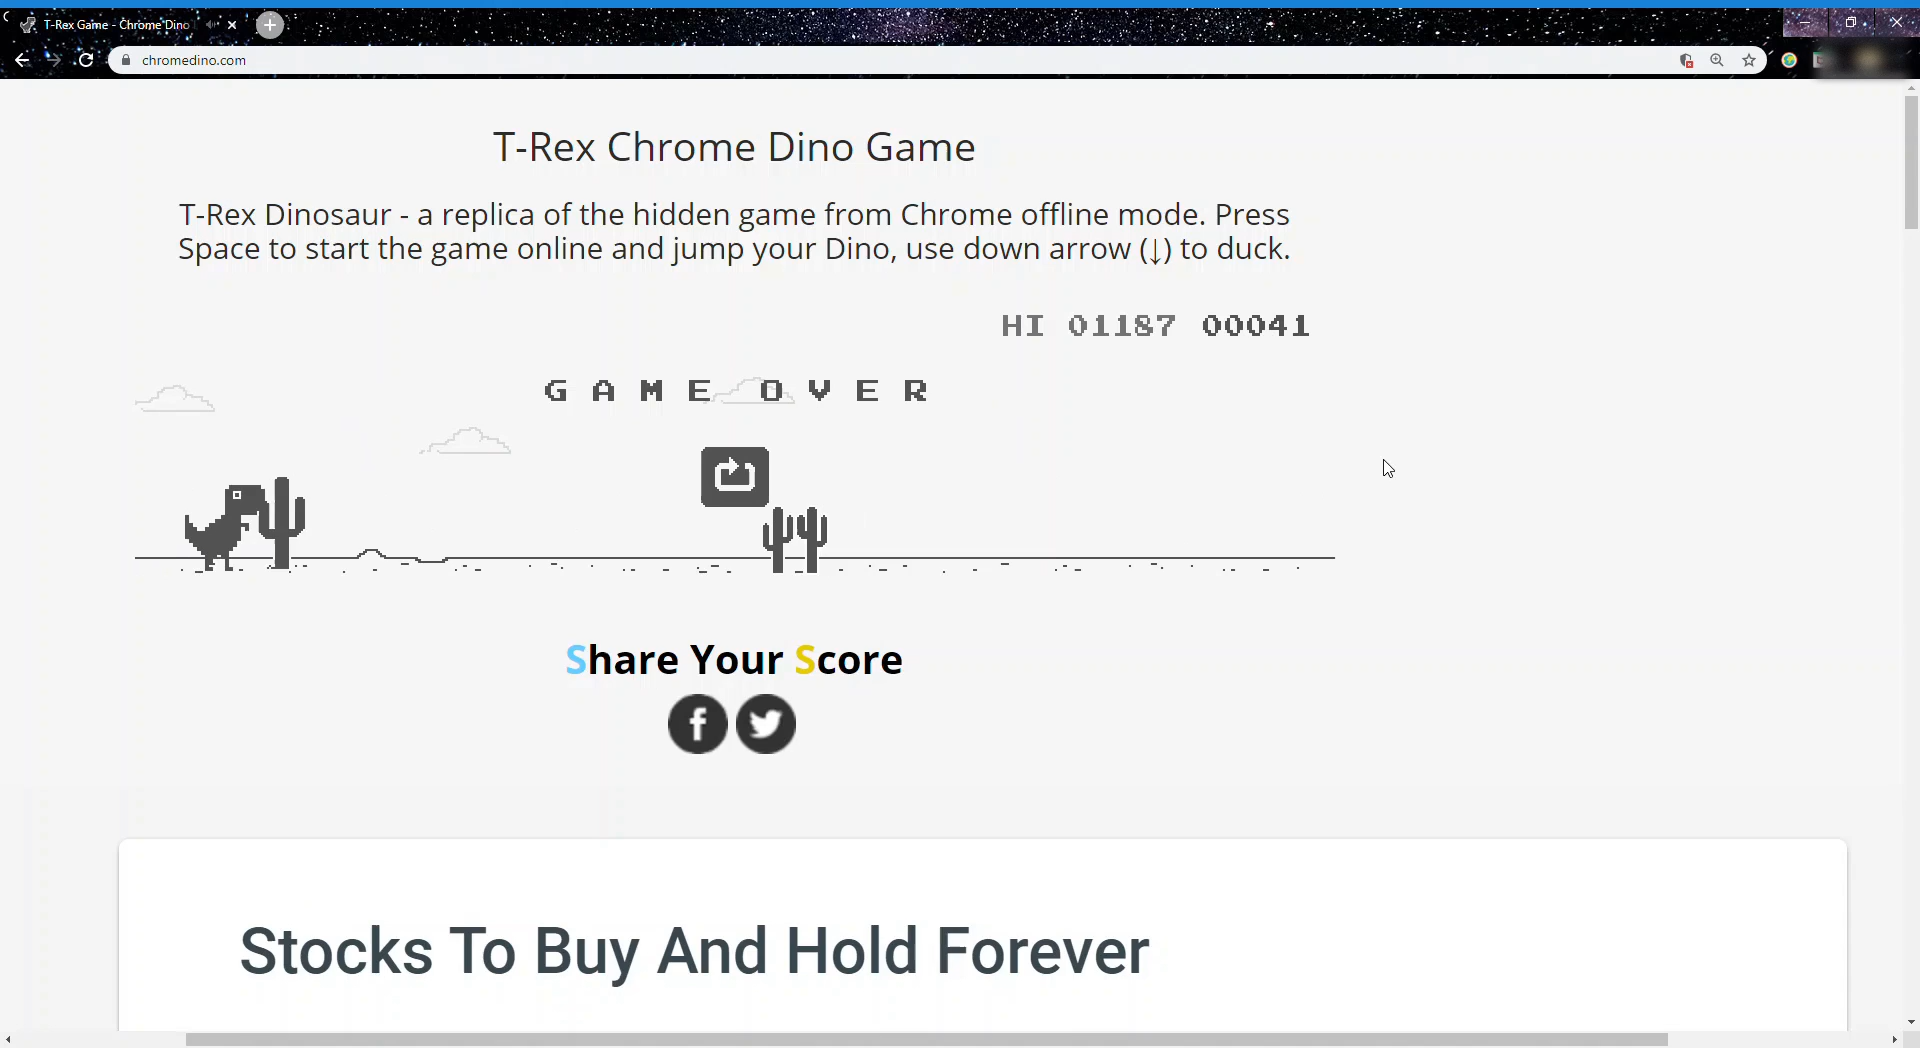 T-Rex Game - Chrome Dino
chromedino.com
T-Rex Chrome Dino Game
T-Rex Dinosaur - a replica of the hidden game from Chrome offline mode. Press
Space to start the game online and jump your Dino, use down arrow (↓) to duck.
HI 01187 00041
GAME OVER
Share Your Score
Stocks To Buy And Hold Forever